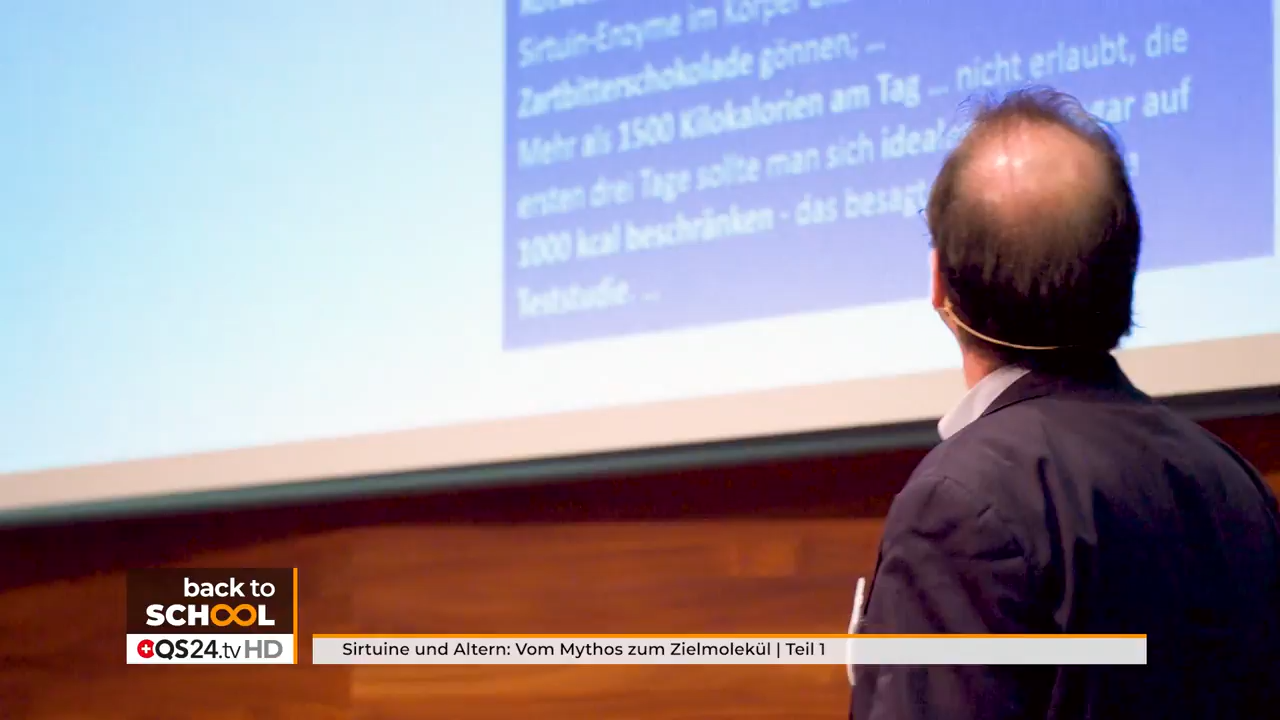 Sirtuin-Enzyme im Körper
Zartbitterschokolade gönnen; ...
Mehr als 1500 Kilokalorien am Tag ... nicht erlaubt, die
ersten drei Tage sollte man sich gar auf
1000 kcal beschränken - das besagt
Teststudie. ...
back to
SCHOOL
QS24.tv HD
Sirtuine und Altern: Vom Mythos zum Zielmolekül | Teil 1